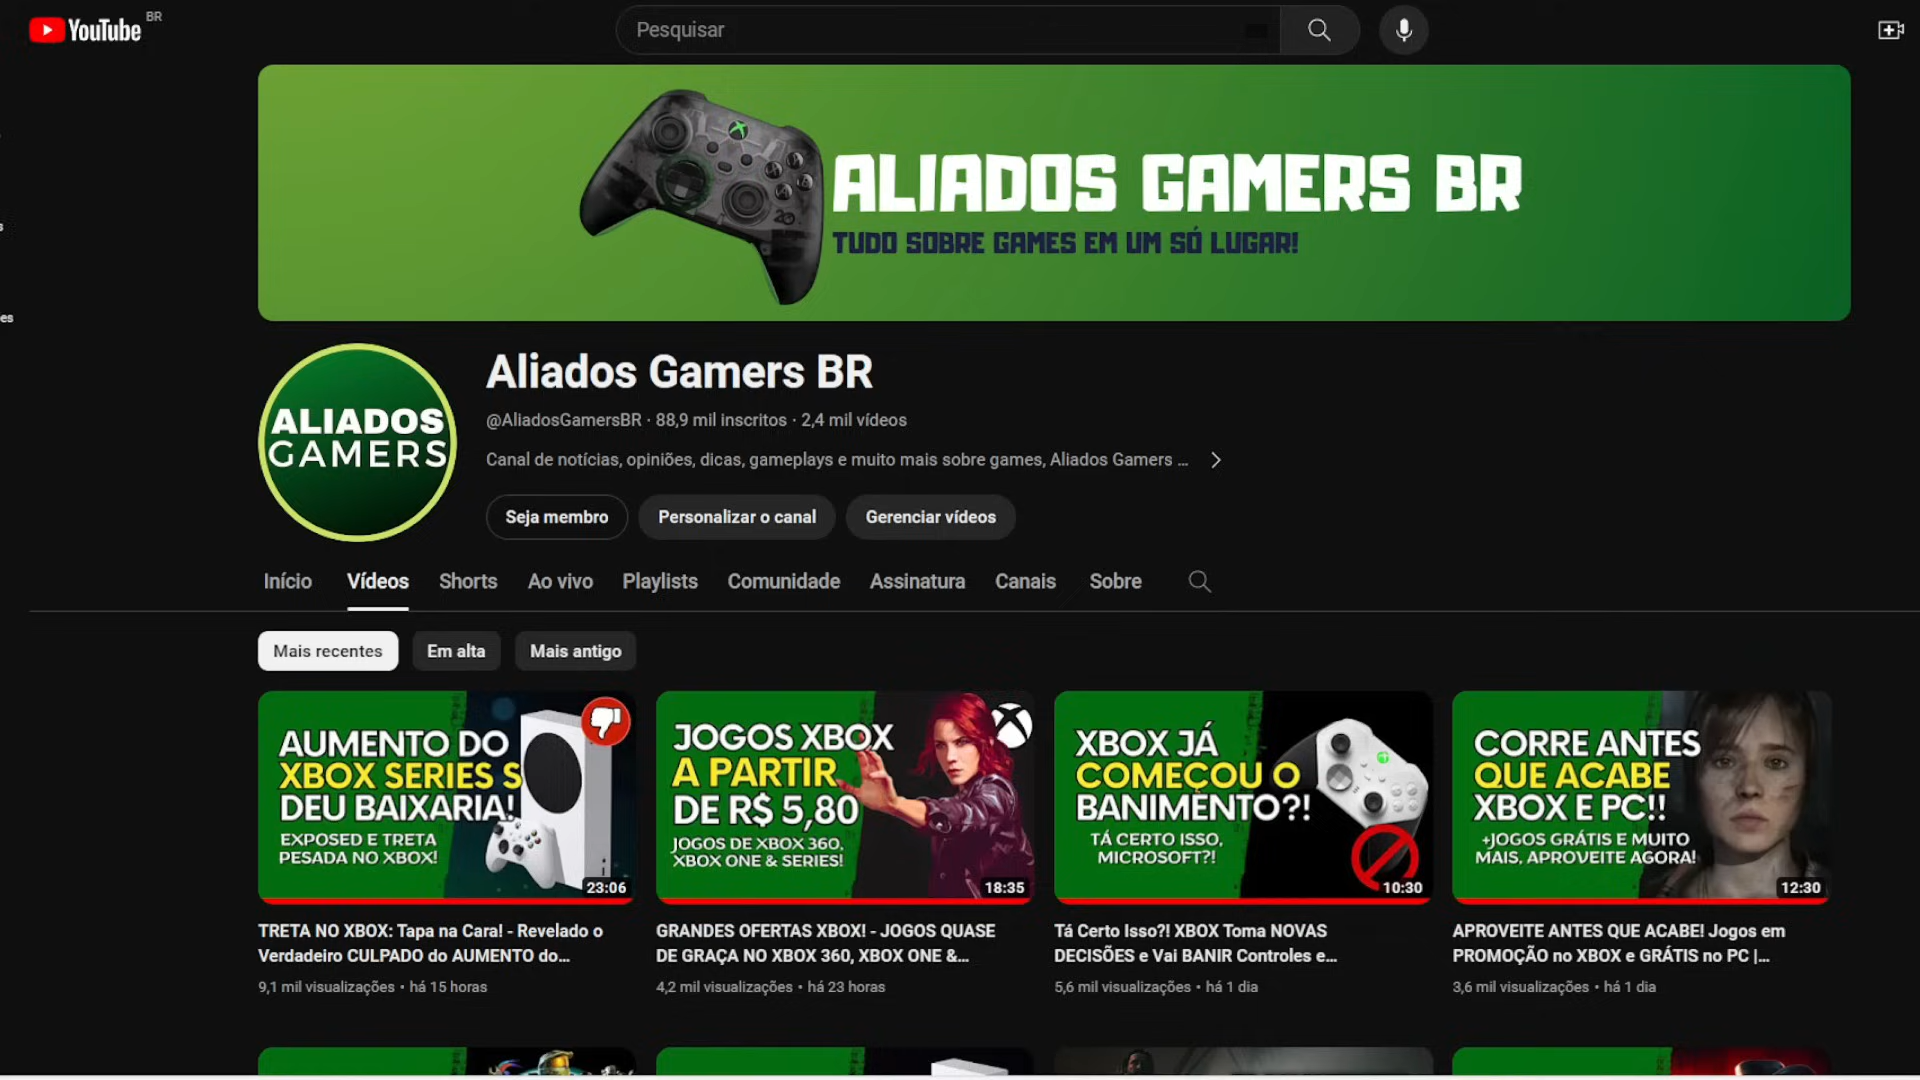 YouTube BR
Pesquisar
ALIADOS GAMERS BR
TUDO SOBRE GAMES EM UM SÓ LUGAR!
ALIADOS
GAMERS
Aliados Gamers BR
@AliadosGamersBR · 88,9 mil inscritos · 2,4 mil vídeos
Canal de notícias, opiniões, dicas, gameplays e muito mais sobre games, Aliados Gamers ...
Seja membro Personalizar o canal Gerenciar vídeos
Início Vídeos Shorts Ao vivo Playlists Comunidade Assinatura Canais Sobre
Mais recentes Em alta Mais antigo
AUMENTO DO
XBOX SERIES S
DEU BAIXARIA!
EXPOSED E TRETA
PESADA NO XBOX!
23:06
TRETA NO XBOX: Tapa na Cara! - Revelado o
Verdadeiro CULPADO do AUMENTO do...
9,1 mil visualizações • há 15 horas
JOGOS XBOX
A PARTIR
DE R$ 5,80
JOGOS DE XBOX 360,
XBOX ONE & SERIES!
18:35
GRANDES OFERTAS XBOX! - JOGOS QUASE
DE GRAÇA NO XBOX 360, XBOX ONE &...
4,2 mil visualizações • há 23 horas
XBOX JÁ
COMEÇOU O
BANIMENTO?!
TÁ CERTO ISSO,
MICROSOFT?!
10:30
Tá Certo Isso?! XBOX Toma NOVAS
DECISÕES e Vai BANIR Controles e...
5,6 mil visualizações • há 1 dia
CORRE ANTES
QUE ACABE
XBOX E PC!!
+JOGOS GRÁTIS E MUITO
MAIS, APROVEITE AGORA!
12:30
APROVEITE ANTES QUE ACABE! Jogos em
PROMOÇÃO no XBOX e GRÁTIS no PC |...
3,6 mil visualizações • há 1 dia